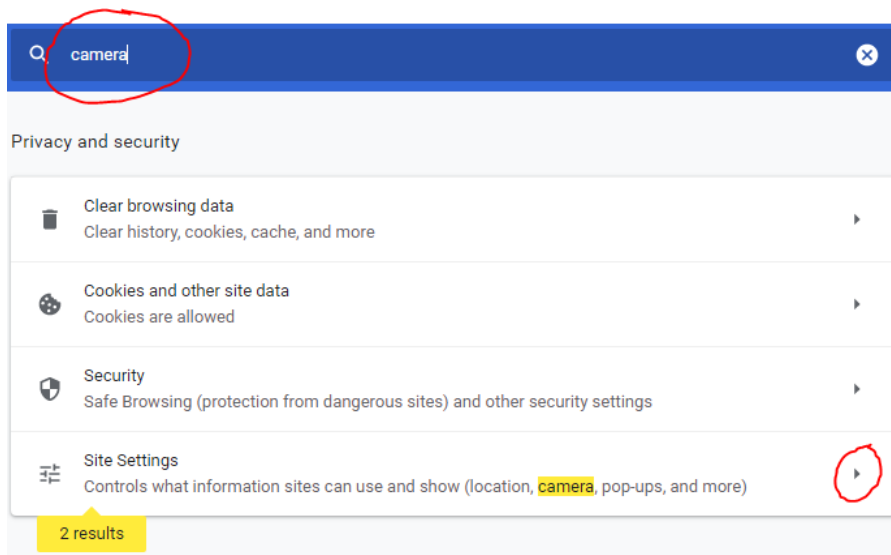 camera
Privacy and security
Clear browsing data
Clear history, cookies, cache, and more
Cookies and other site data
Cookies are allowed
Security
Safe Browsing (protection from dangerous sites) and other security settings
Site Settings
Controls what information sites can use and show (location, camera, pop-ups, and more)
2 results